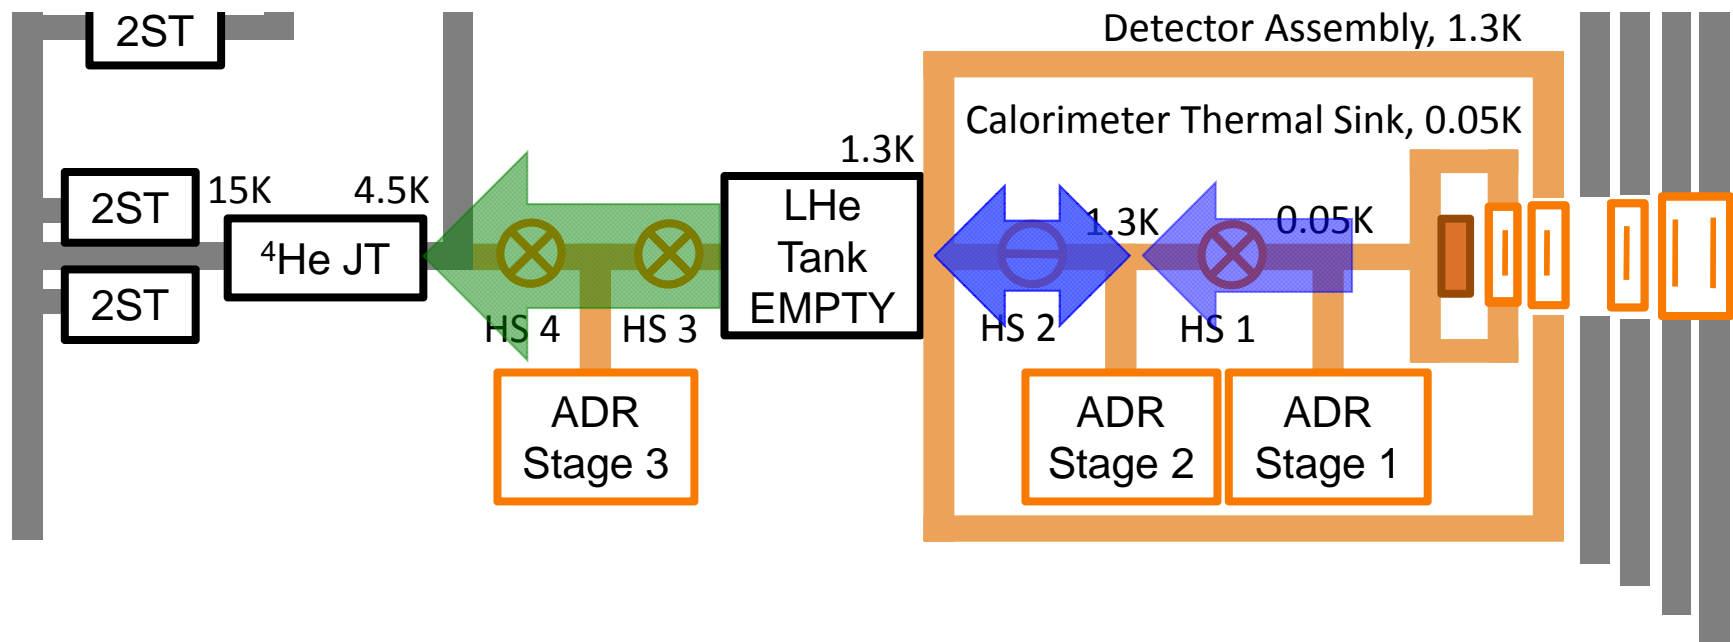 2ST
Detector Assembly, 1.3K
Calorimeter Thermal Sink, 0.05K
1.3K
2ST
15K
4.5K
LHe
Tank
EMPTY
⁴He JT
1.3K
0.05K
2ST
HS 4
HS 3
HS 2
HS 1
ADR
Stage 3
ADR
Stage 2
ADR
Stage 1